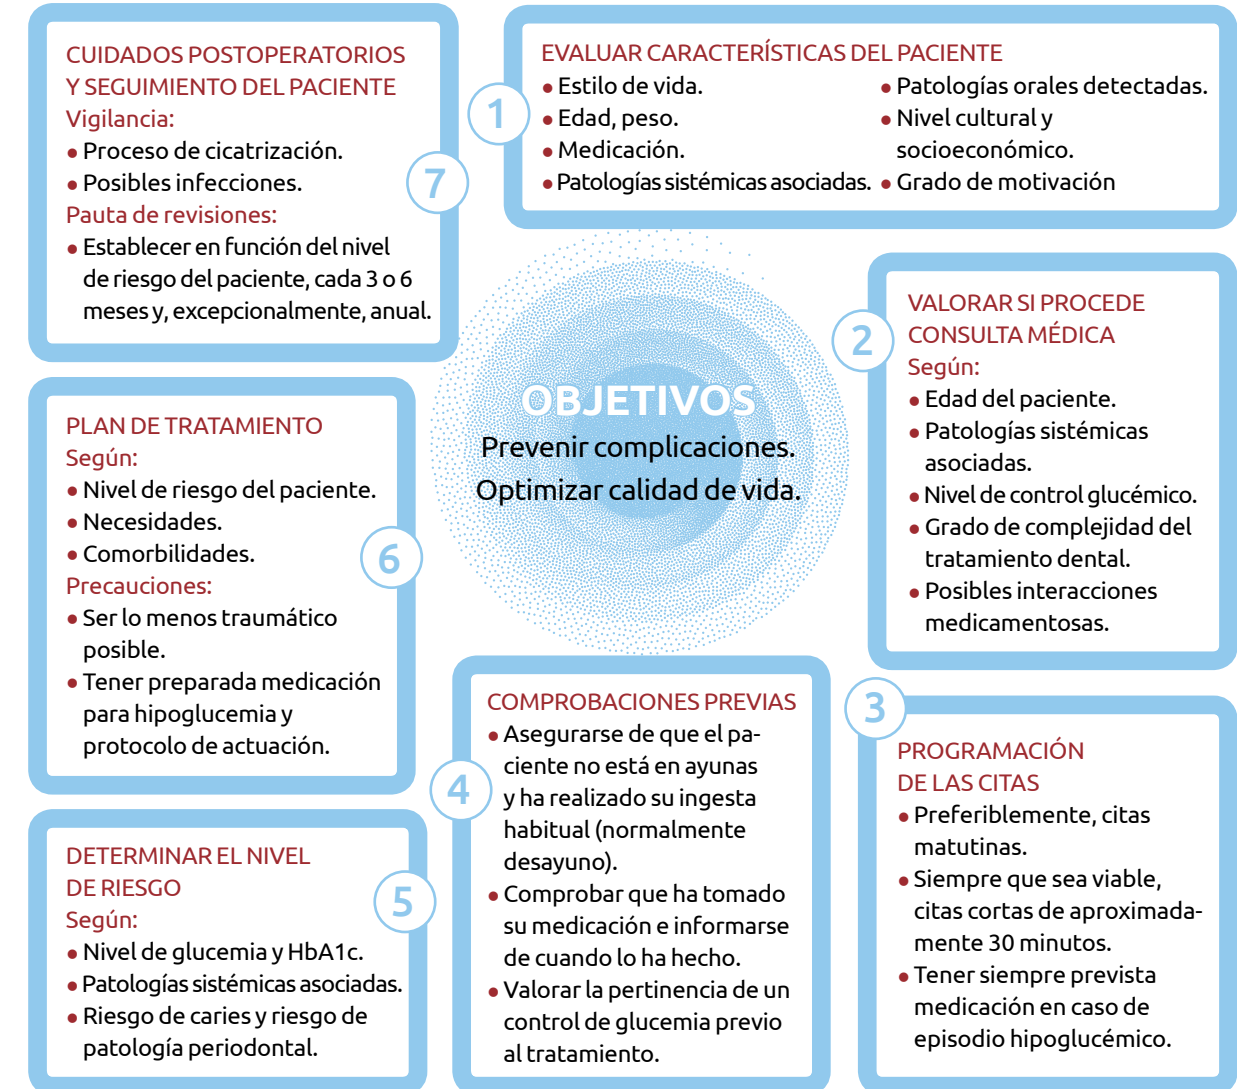 CUIDADOS POSTOPERATORIOS
Y SEGUIMIENTO DEL PACIENTE
Vigilancia:
● Proceso de cicatrización.
● Posibles infecciones.
Pauta de revisiones:
● Establecer en función del nivel
de riesgo del paciente, cada 3 o 6
meses y, excepcionalmente, anual.
7
1
EVALUAR CARACTERÍSTICAS DEL PACIENTE
● Estilo de vida.
● Edad, peso.
● Medicación.
● Patologías sistémicas asociadas.
● Patologías orales detectadas.
● Nivel cultural y
socioeconómico.
● Grado de motivación
2
VALORAR SI PROCEDE
CONSULTA MÉDICA
Según:
● Edad del paciente.
● Patologías sistémicas
asociadas.
● Nivel de control glucémico.
● Grado de complejidad del
tratamiento dental.
● Posibles interacciones
medicamentosas.
OBJETIVOS
Prevenir complicaciones.
Optimizar calidad de vida.
PLAN DE TRATAMIENTO
Según:
● Nivel de riesgo del paciente.
● Necesidades.
● Comorbilidades.
Precauciones:
● Ser lo menos traumático
posible.
● Tener preparada medicación
para hipoglucemia y
protocolo de actuación.
6
3
PROGRAMACIÓN
DE LAS CITAS
● Preferiblemente, citas
matutinas.
● Siempre que sea viable,
citas cortas de aproximada-
mente 30 minutos.
● Tener siempre prevista
medicación en caso de
episodio hipoglucémico.
4
COMPROBACIONES PREVIAS
● Asegurarse de que el pa-
ciente no está en ayunas
y ha realizado su ingesta
habitual (normalmente
desayuno).
● Comprobar que ha tomado
su medicación e informarse
de cuando lo ha hecho.
● Valorar la pertinencia de un
control de glucemia previo
al tratamiento.
5
DETERMINAR EL NIVEL
DE RIESGO
Según:
● Nivel de glucemia y HbA1c.
● Patologías sistémicas asociadas.
● Riesgo de caries y riesgo de
patología periodontal.